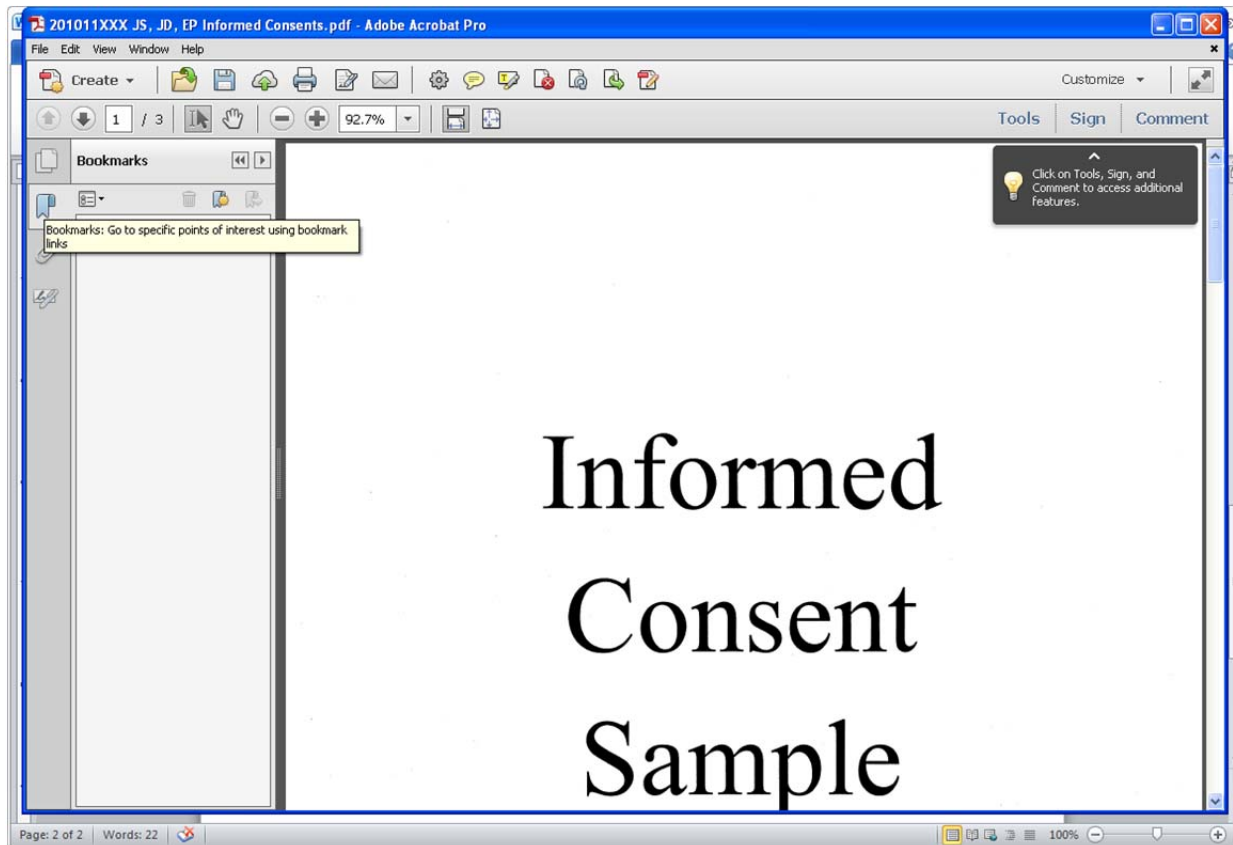 201011XXX JS, JD, EP Informed Consents.pdf - Adobe Acrobat Pro
File Edit View Window Help
Create
Customize
1 / 3
92.7%
Tools Sign Comment
Bookmarks
Click on Tools, Sign, and
Comment to access additional
features.
Bookmarks: Go to specific points of interest using bookmark
links
Informed
Consent
Sample
Page: 2 of 2 Words: 22
100%